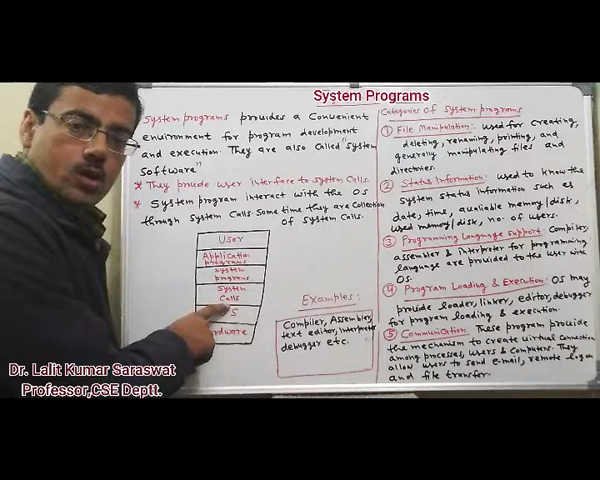 System Programs
System programs provides a Convenient
environment for program development
and execution. They are also called "System
Software"
* They provide user interface to system Calls.
* System program interact with the OS
through System Calls. Some time they are Collection
of System Calls.
User
Application
programs
System
programs
System
Calls
S
rdware
Examples:
Compiler, Assembler,
text editor, Interpreter
debugger etc.
Dr. Lalit Kumar Saraswat
Professor,CSE Deptt.
Categories of System programs
① File Manipulation: Used for creating,
deleting, renaming, printing, and
generally manipulating files and
directories.
② Status Information: used to know the
System status information such as
date, time, avaliable memory/disk,
used memory/disk, no. of users.
③ Programming Language Support: Compiler,
assembler & interpreter for programming
language are provided to the user with
OS.
④ Program Loading & Execution: OS may
provide loader, linker, editor, debugger
for program loading & execution.
⑤ Communication: These program provide
the mechanism to create virtual Connection
among processes, users & Computers. They
allow users to send e-mail, remote logon
and file transfer.